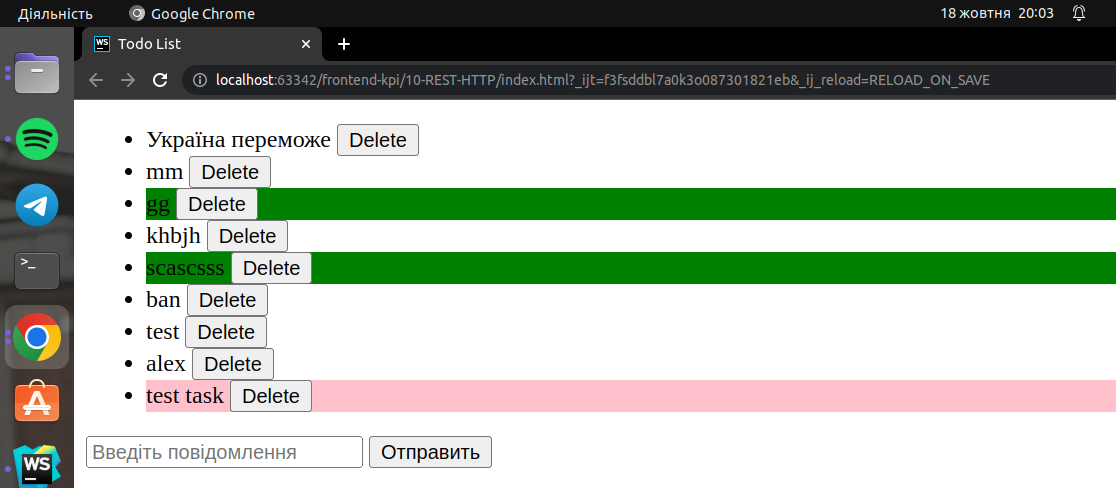 Діяльність Google Chrome 18 жовтня 20:03
WS Todo List
localhost:63342/frontend-kpi/10-REST-HTTP/index.html?_ijt=f3fsddbl7a0k3o087301821eb&_ij_reload=RELOAD_ON_SAVE
Україна переможе Delete
mm Delete
gg Delete
khbjh Delete
scascsss Delete
ban Delete
test Delete
alex Delete
test task Delete
Введіть повідомлення Отправить
>_
WS